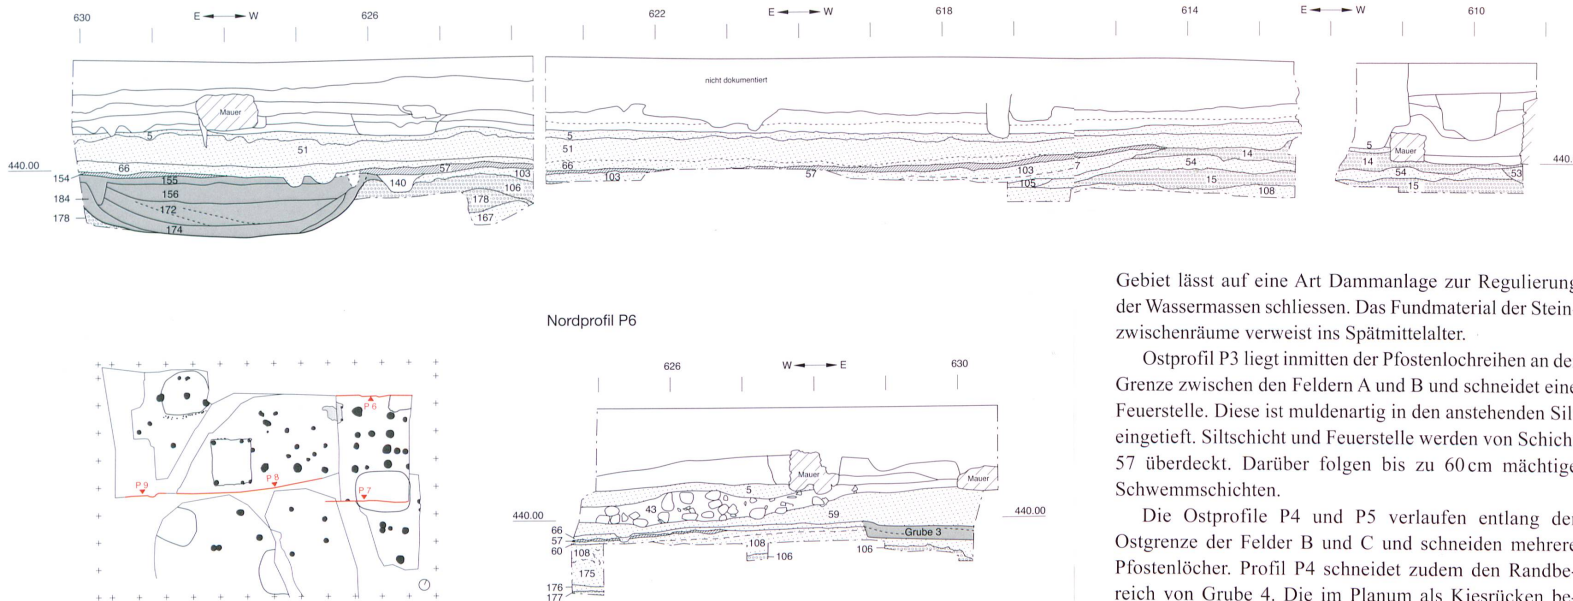 630 E W 626 622 E W 618 614 E W 610
nicht dokumentiert
Mauer
5
51
66
57
103
440.00
154
155
140
106
156
184
178
172
167
178
174
5
51
66
103
57
103
7
105
14
54
15
108
5
Mauer
14
54
53
15
440.
Nordprofil P6
626 W E 630
Mauer
Mauer
5
43
59
440.00
440.00
66
57
60
Grube 3
108
108
106
106
175
176
177
P6
P8
P9
P7
Gebiet lässt auf eine Art Dammanlage zur Regulierung
der Wassermassen schliessen. Das Fundmaterial der Stein-
zwischenräume verweist ins Spätmittelalter.
Ostprofil P3 liegt inmitten der Pfostenlochreihen an de
Grenze zwischen den Feldern A und B und schneidet eine
Feuerstelle. Diese ist muldenartig in den anstehenden Sil
eingetieft. Siltschicht und Feuerstelle werden von Schich
57 überdeckt. Darüber folgen bis zu 60 cm mächtige
Schwemmschichten.
Die Ostprofile P4 und P5 verlaufen entlang der
Ostgrenze der Felder B und C und schneiden mehrere
Pfostenlöcher. Profil P4 schneidet zudem den Randbe-
reich von Grube 4. Die im Planum als Kiesrücken be-